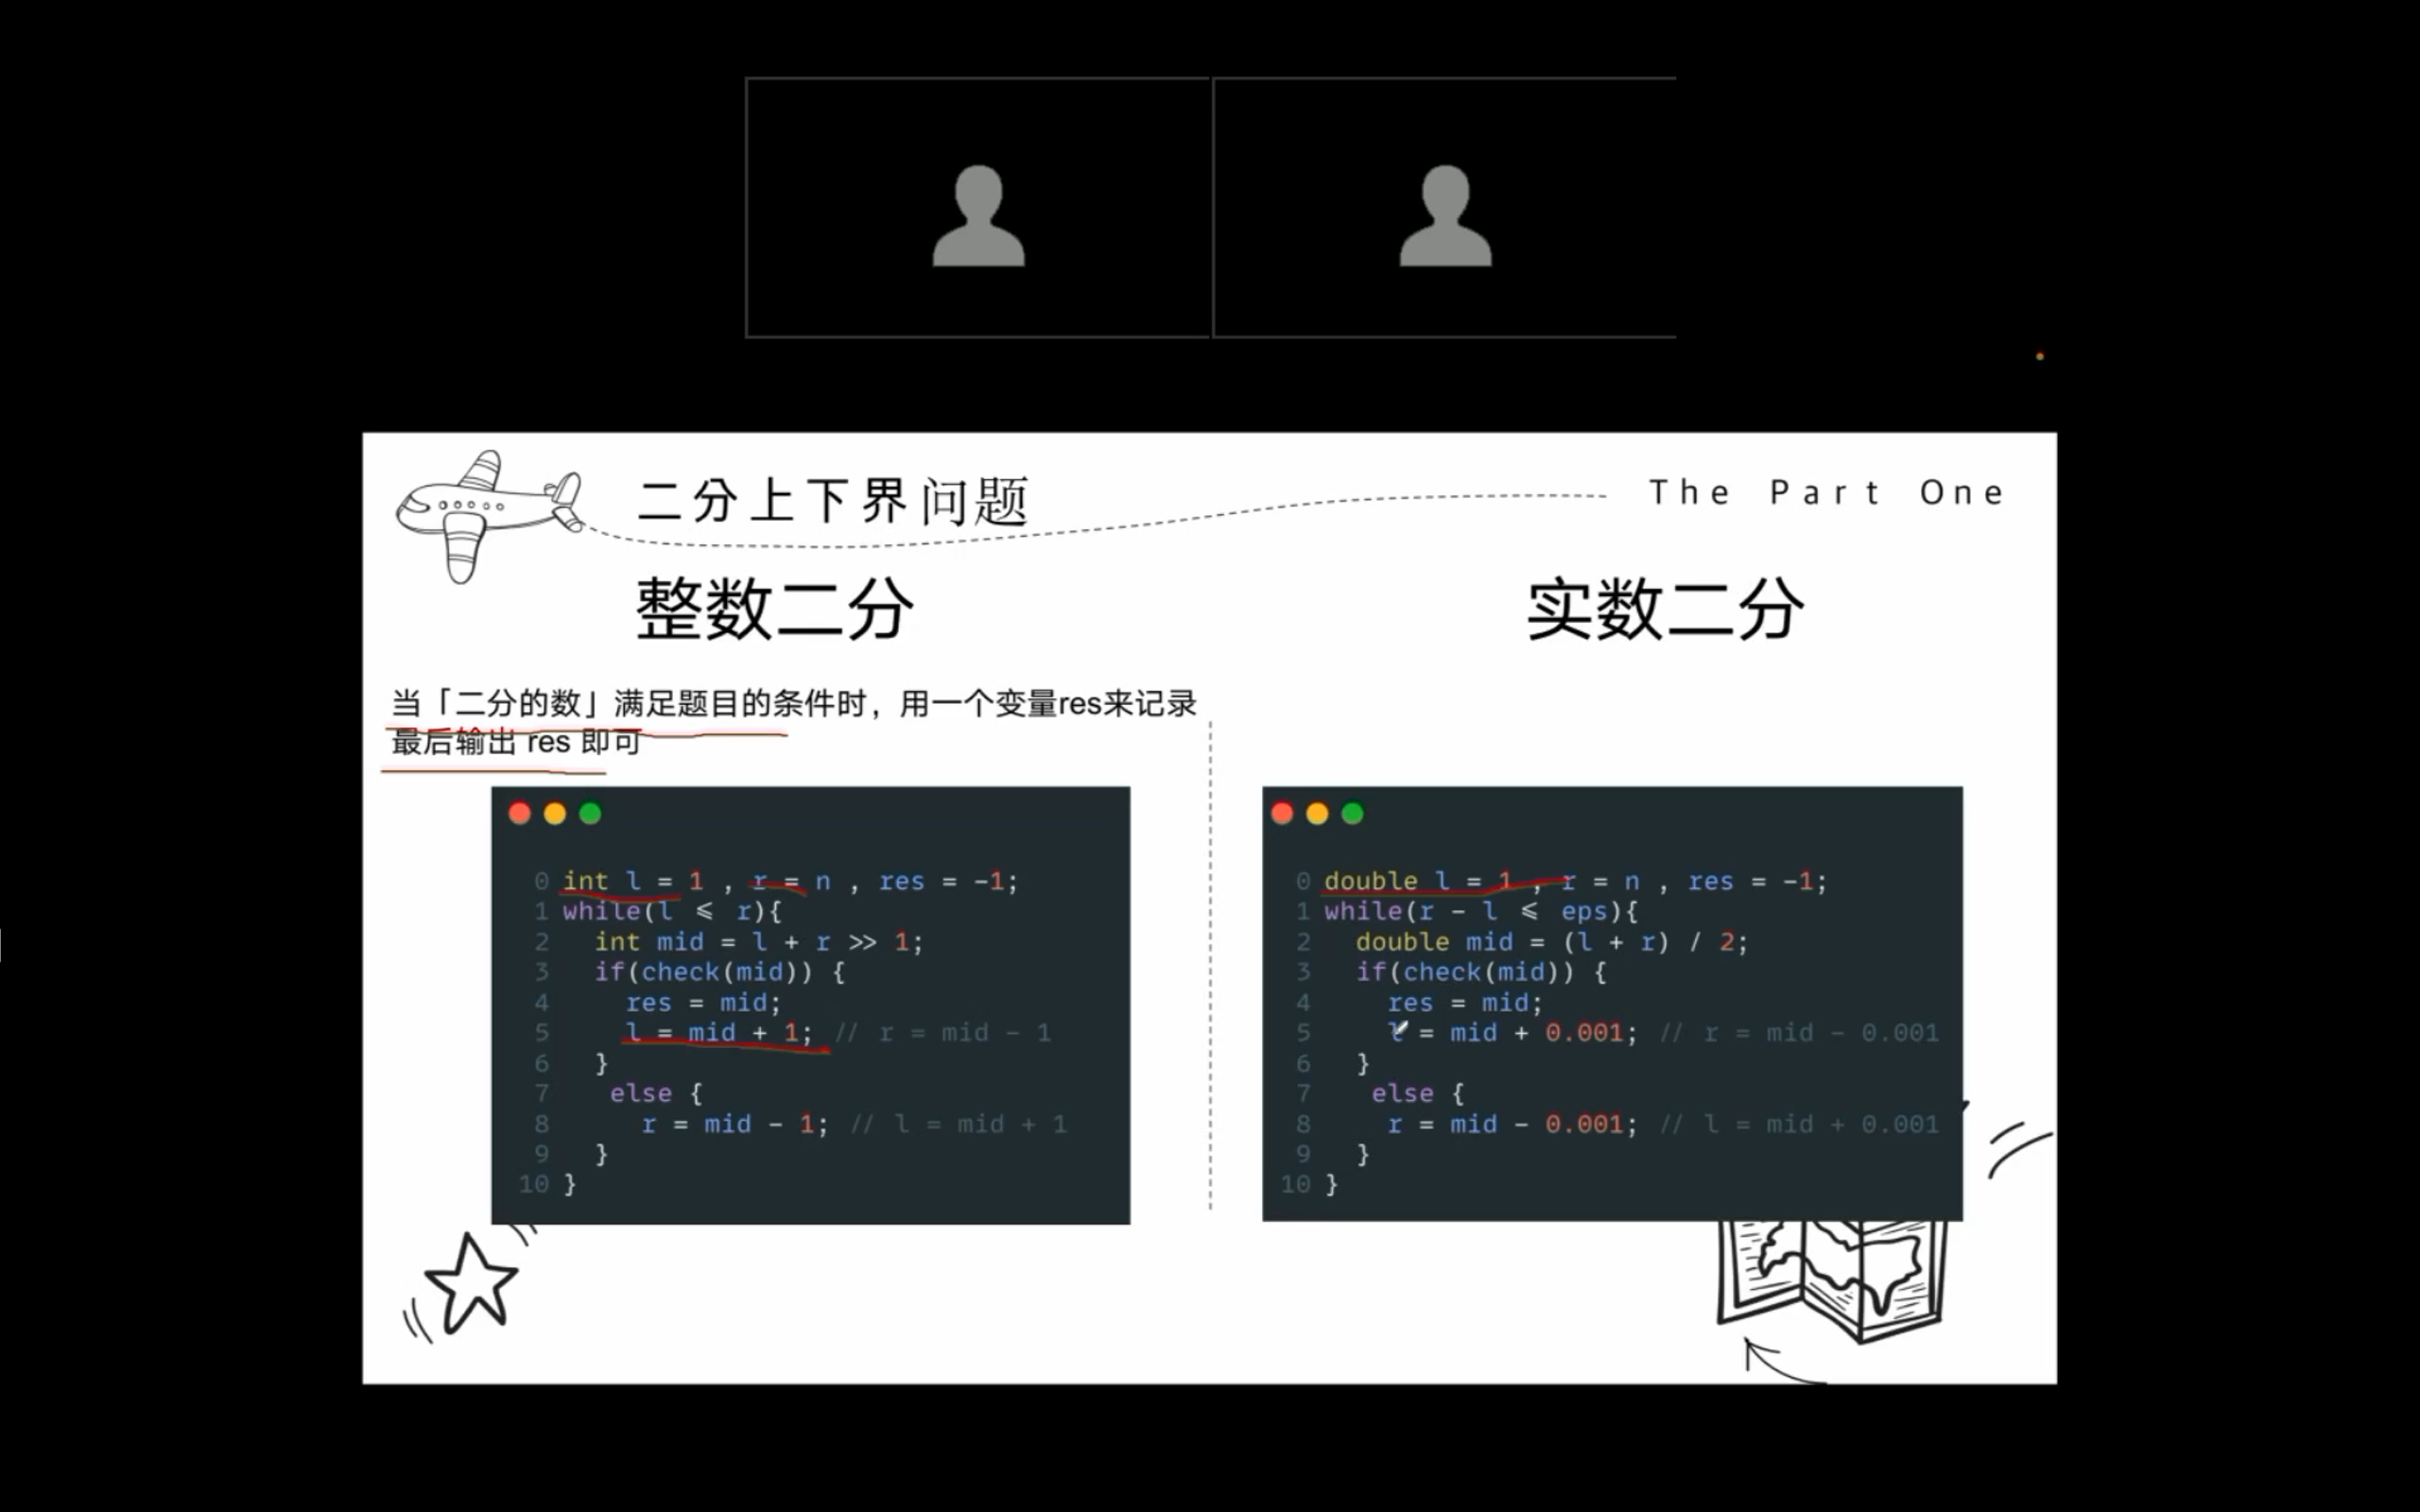 二分上下界问题
The Part One
整数二分
实数二分
当「二分的数」满足题目的条件时，用一个变量res来记录
最后输出 res 即可
0 int l = 1 , r = n , res = -1;
1 while(l ⩽ r){
2 int mid = l + r >> 1;
3 if(check(mid)) {
4 res = mid;
5 l = mid + 1; // r = mid - 1
6 }
7 else {
8 r = mid - 1; // l = mid + 1
9 }
10 }
0 double l = 1 , r = n , res = -1;
1 while(r - l ⩽ eps){
2 double mid = (l + r) / 2;
3 if(check(mid)) {
4 res = mid;
5 l = mid + 0.001; // r = mid - 0.001
6 }
7 else {
8 r = mid - 0.001; // l = mid + 0.001
9 }
10 }